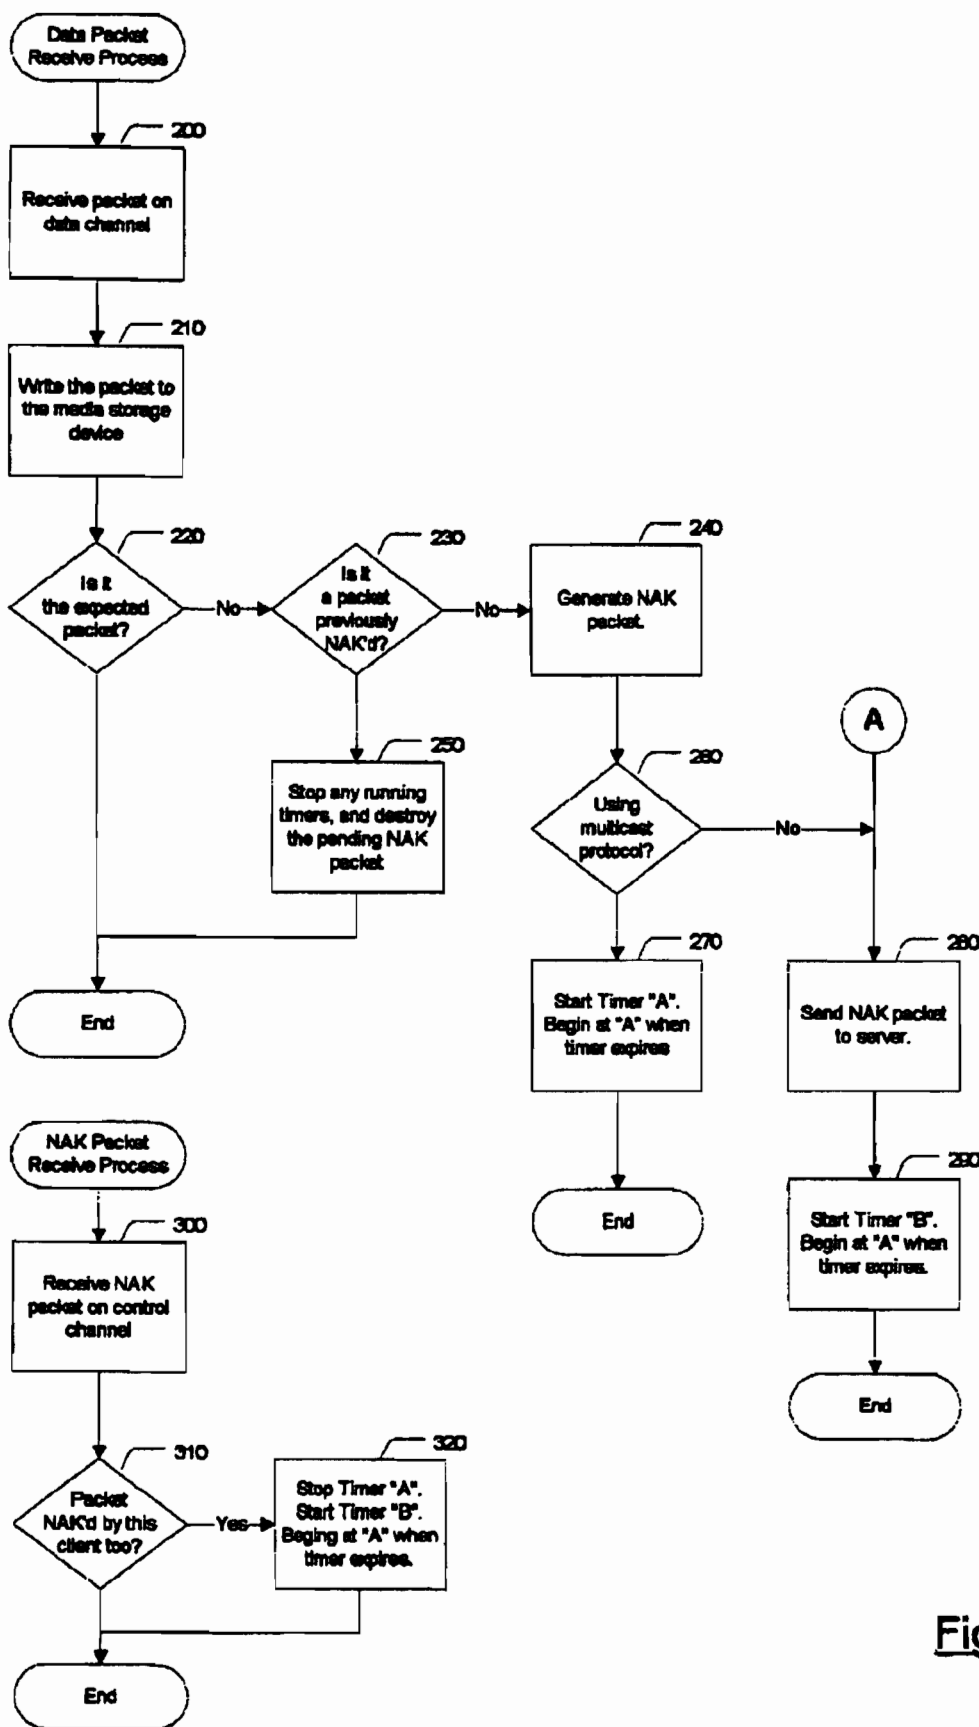 Data Packet
Receive Process
200
Receive packet on
data channel
210
Write the packet to
the media storage
device
220
Is it
the expected
packet?
No
230
Is it
a packet
previously
NAK'd?
No
240
Generate NAK
packet.
250
Stop any running
timers, and destroy
the pending NAK
packet
260
Using
multicast
protocol?
No
A
270
Start Timer "A".
Begin at "A" when
timer expires
280
Send NAK packet
to server.
End
290
Start Timer "B".
Begin at "A" when
timer expires.
End
End
NAK Packet
Receive Process
300
Receive NAK
packet on control
channel
310
Packet
NAK'd by this
client too?
Yes
320
Stop Timer "A".
Start Timer "B".
Beging at "A" when
timer expires.
End
Fig